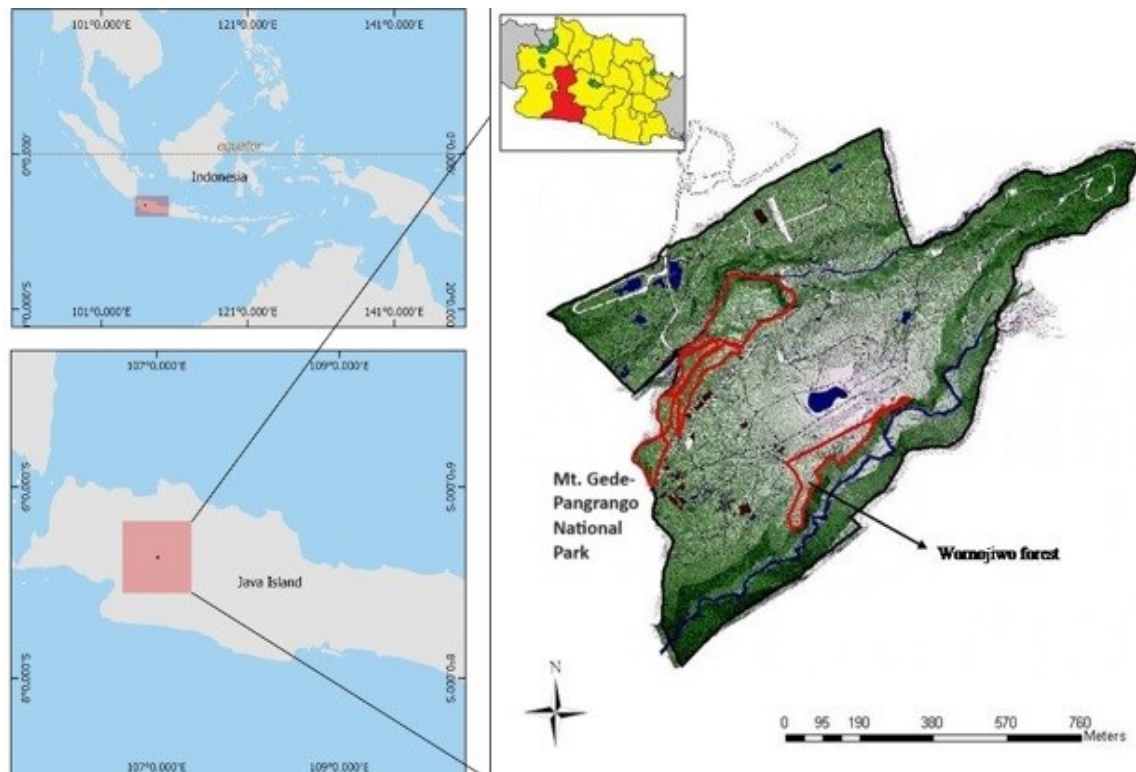 101°0.000'E 121°0.000'E 141°0.000'E
0°0.000' 0°0.000'
equator
Indonesia
20°0.000'S
101°0.000'E 121°0.000'E 141°0.000'E
107°0.000'E 109°0.000'E
6°0.000'S 6°0.000'S
Java Island
8°0.000'S 8°0.000'S
107°0.000'E 109°0.000'E
Mt. Gede-
Pangrango
National
Park
Wornojiwo forest
N
0 95 190 380 570 760
Meters